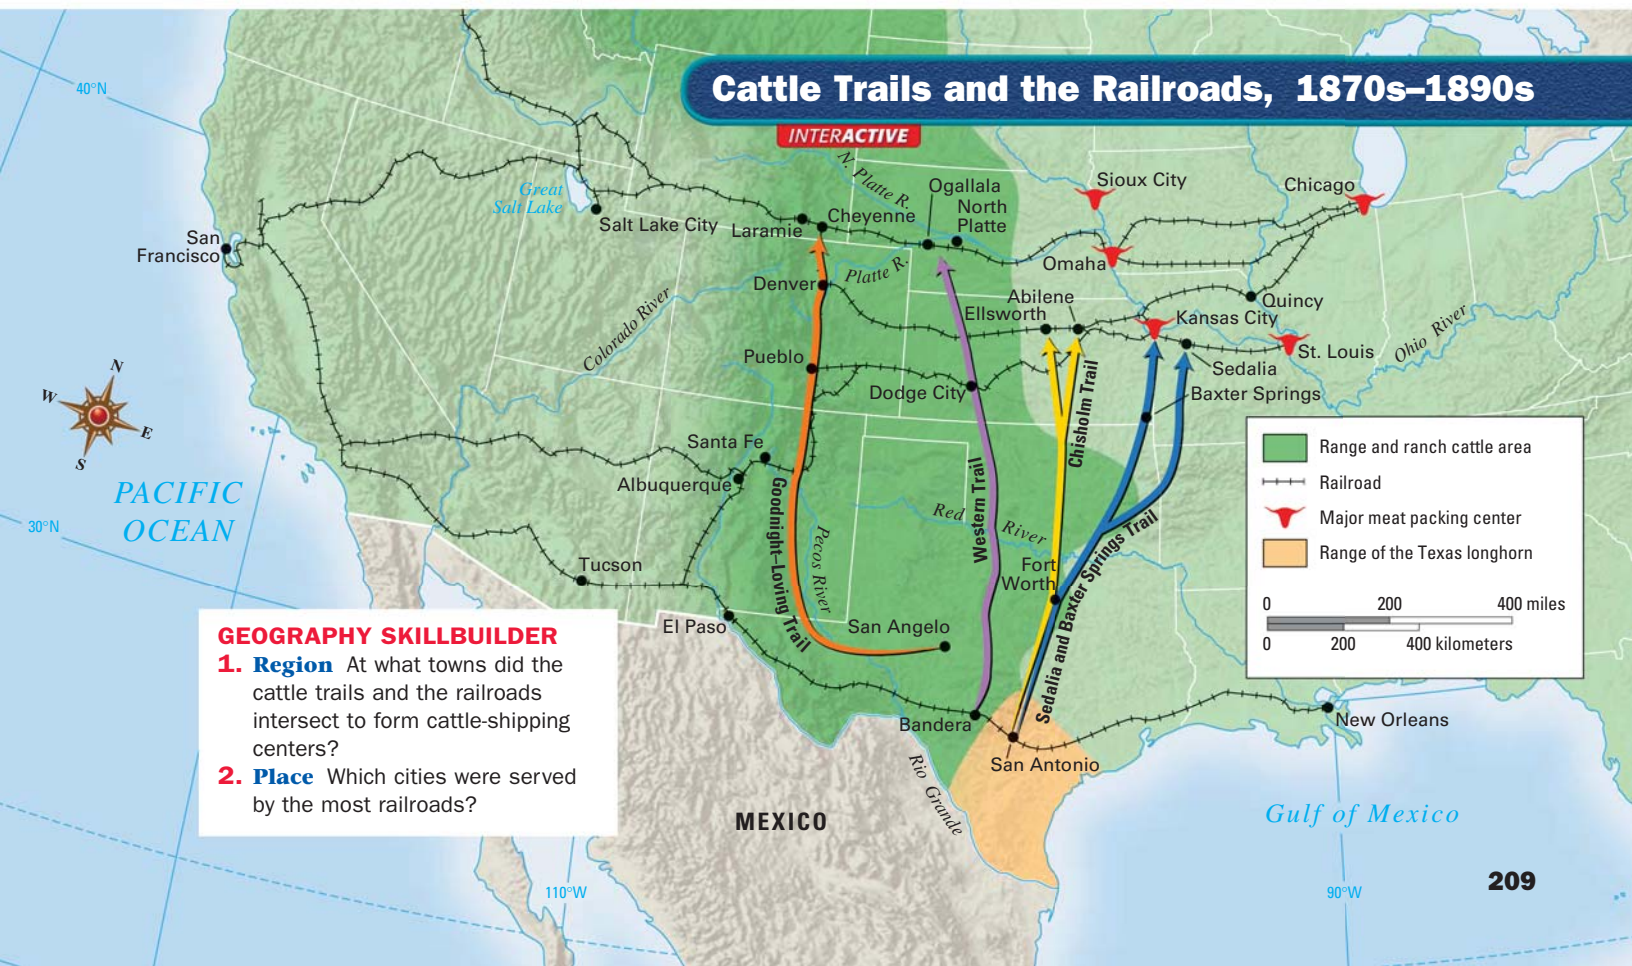 Cattle Trails and the Railroads, 1870s–1890s
INTERACTIVE
40°N
30°N
110°W
90°W
N
W
E
S
PACIFIC
OCEAN
San
Francisco
Great
Salt Lake
Salt Lake City
Laramie
Cheyenne
N. Platte R.
Ogallala
North
Platte
Sioux City
Chicago
Omaha
Platte R.
Denver
Colorado River
Abilene
Ellsworth
Quincy
Kansas City
St. Louis
Ohio River
Sedalia
Baxter Springs
Pueblo
Dodge City
Chisholm Trail
Santa Fe
Albuquerque
Goodnight–Loving Trail
Pecos River
Western Trail
Red River
Fort
Worth
Sedalia and Baxter Springs Trail
Tucson
El Paso
San Angelo
Bandera
San Antonio
New Orleans
Rio Grande
MEXICO
Gulf of Mexico
Range and ranch cattle area
Railroad
Major meat packing center
Range of the Texas longhorn
0 200 400 miles
0 200 400 kilometers
GEOGRAPHY SKILLBUILDER
1. Region At what towns did the
cattle trails and the railroads
intersect to form cattle-shipping
centers?
2. Place Which cities were served
by the most railroads?
209